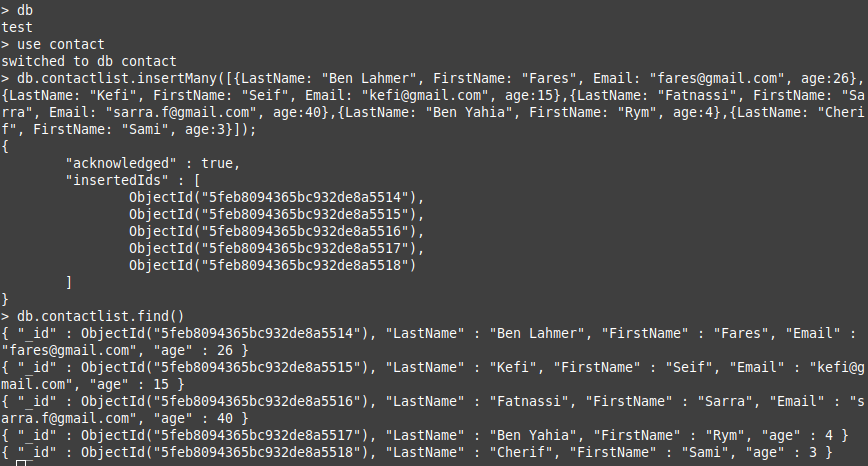 > db
test
> use contact
switched to db contact
> db.contactlist.insertMany([{LastName: "Ben Lahmer", FirstName: "Fares", Email: "fares@gmail.com", age:26},
{LastName: "Kefi", FirstName: "Seif", Email: "kefi@gmail.com", age:15},{LastName: "Fatnassi", FirstName: "Sa
rra", Email: "sarra.f@gmail.com", age:40},{LastName: "Ben Yahia", FirstName: "Rym", age:4},{LastName: "Cheri
f", FirstName: "Sami", age:3}]);
{
        "acknowledged" : true,
        "insertedIds" : [
                ObjectId("5feb8094365bc932de8a5514"),
                ObjectId("5feb8094365bc932de8a5515"),
                ObjectId("5feb8094365bc932de8a5516"),
                ObjectId("5feb8094365bc932de8a5517"),
                ObjectId("5feb8094365bc932de8a5518")
        ]
}
> db.contactlist.find()
{ "_id" : ObjectId("5feb8094365bc932de8a5514"), "LastName" : "Ben Lahmer", "FirstName" : "Fares", "Email" :
"fares@gmail.com", "age" : 26 }
{ "_id" : ObjectId("5feb8094365bc932de8a5515"), "LastName" : "Kefi", "FirstName" : "Seif", "Email" : "kefi@g
mail.com", "age" : 15 }
{ "_id" : ObjectId("5feb8094365bc932de8a5516"), "LastName" : "Fatnassi", "FirstName" : "Sarra", "Email" : "s
arra.f@gmail.com", "age" : 40 }
{ "_id" : ObjectId("5feb8094365bc932de8a5517"), "LastName" : "Ben Yahia", "FirstName" : "Rym", "age" : 4 }
{ "_id" : ObjectId("5feb8094365bc932de8a5518"), "LastName" : "Cherif", "FirstName" : "Sami", "age" : 3 }